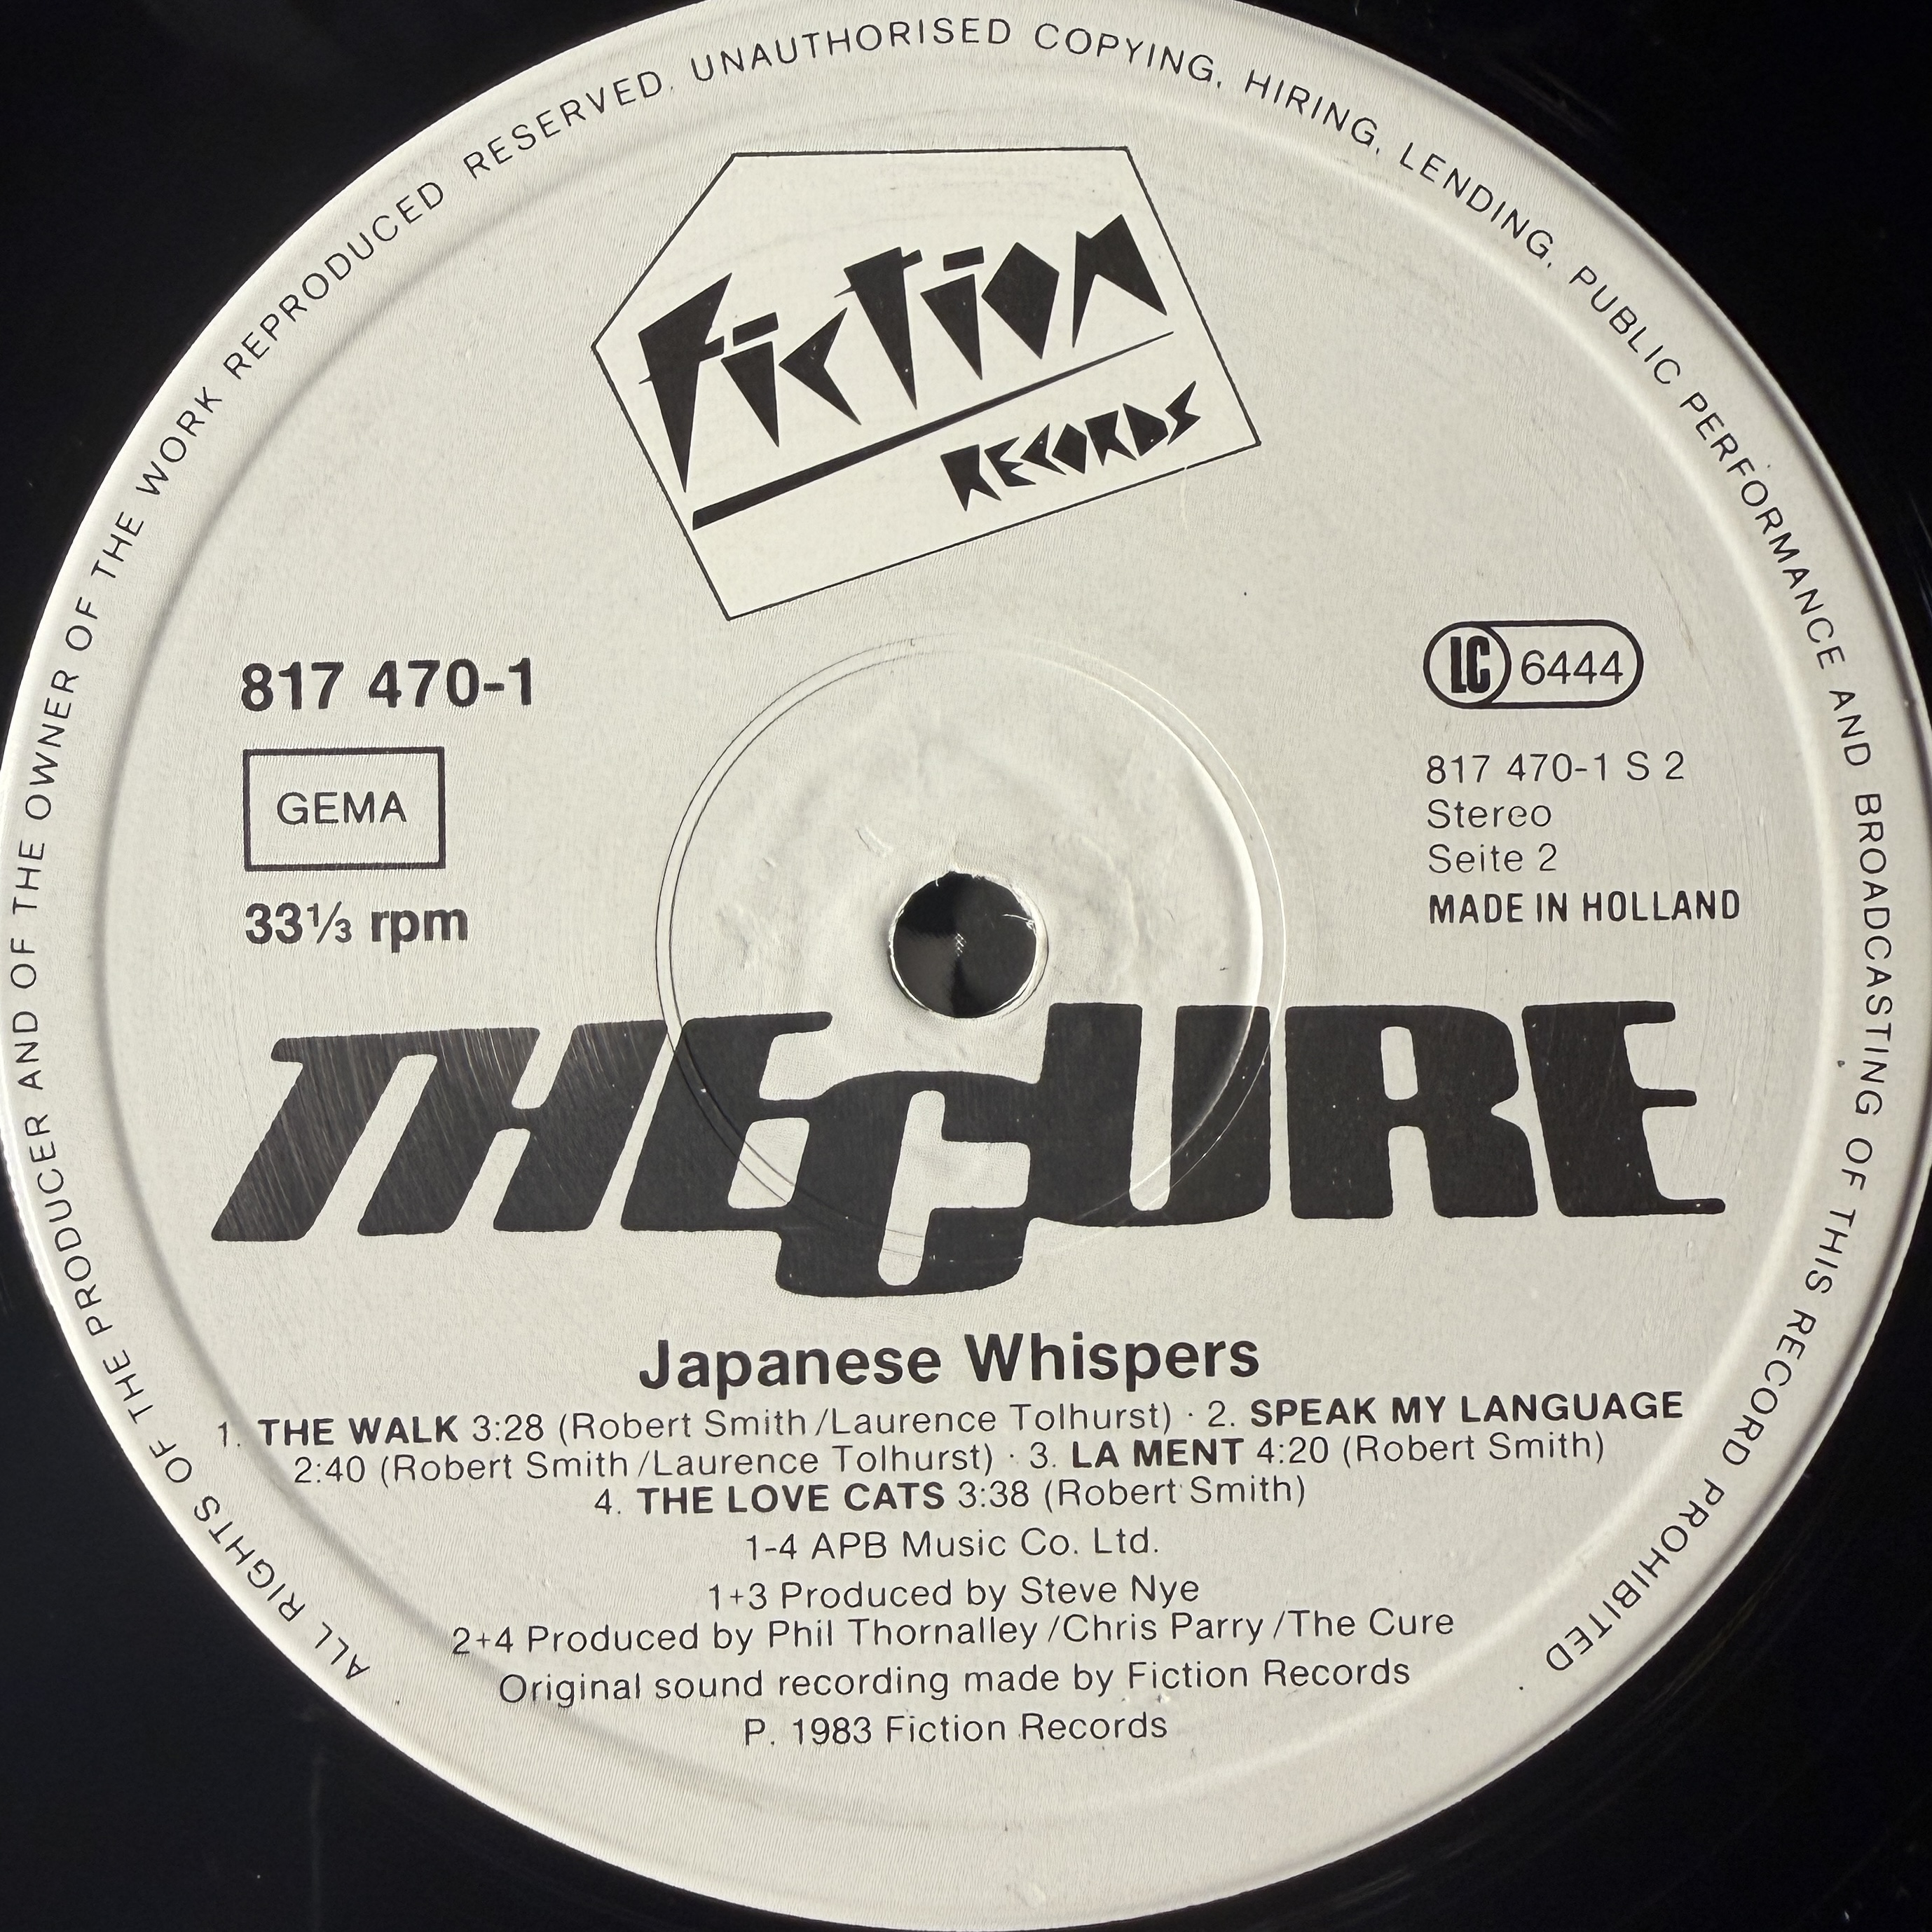 ALL RIGHTS OF THE PRODUCER AND OF THE OWNER OF THE WORK REPRODUCED RESERVED. UNAUTHORISED COPYING, HIRING, LENDING, PUBLIC PERFORMANCE AND BROADCASTING OF THIS RECORD PROHIBITED
Fiction
RECORDS
817 470-1
GEMA
33⅓ rpm
LC 6444
817 470-1 S 2
Stereo
Seite 2
MADE IN HOLLAND
THE CURE
Japanese Whispers
1. THE WALK 3:28 (Robert Smith/Laurence Tolhurst) · 2. SPEAK MY LANGUAGE
2:40 (Robert Smith/Laurence Tolhurst) · 3. LA MENT 4:20 (Robert Smith)
4. THE LOVE CATS 3:38 (Robert Smith)
1-4 APB Music Co. Ltd.
1+3 Produced by Steve Nye
2+4 Produced by Phil Thornalley/Chris Parry/The Cure
Original sound recording made by Fiction Records
P. 1983 Fiction Records